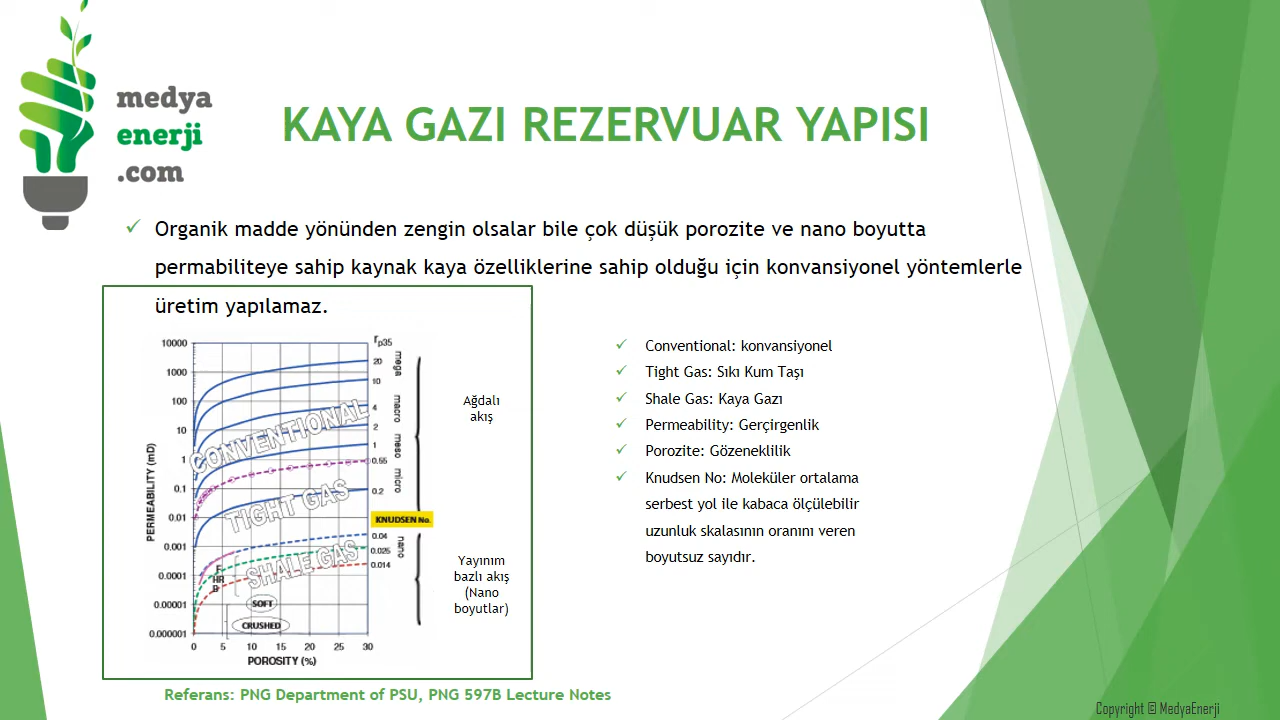 medya
enerji
.com
KAYA GAZI REZERVUAR YAPISI
Organik madde yönünden zengin olsalar bile çok düşük porozite ve nano boyutta
permabiliteye sahip kaynak kaya özelliklerine sahip olduğu için konvansiyonel yöntemlerle
üretim yapılamaz.
PERMEABILITY (mD)
10000
1000
100
10
1
0.1
0.01
0.001
0.0001
0.00001
0.000001
0 5 10 15 20 25 30
POROSITY (%)
rp35
20
10
4
2
1
0.55
0.2
KNUDSEN No.
0.04
0.025
0.014
mega
macro
meso
micro
nano
CONVENTIONAL
TIGHT GAS
SHALE GAS
F
HR
B
SOFT
CRUSHED
Ağdalı
akış
Yayınım
bazlı akış
(Nano
boyutlar)
Conventional: konvansiyonel
Tight Gas: Sıkı Kum Taşı
Shale Gas: Kaya Gazı
Permeability: Gerçirgenlik
Porozite: Gözeneklilik
Knudsen No: Moleküler ortalama
serbest yol ile kabaca ölçülebilir
uzunluk skalasının oranını veren
boyutsuz sayıdır.
Referans: PNG Department of PSU, PNG 597B Lecture Notes
Copyright © MedyaEnerji